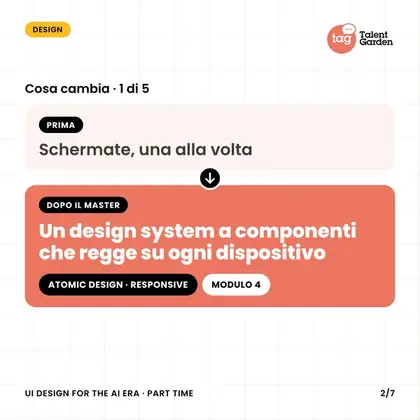 DESIGN
tag
Talent
Garden
Cosa cambia · 1 di 5
PRIMA
Schermate, una alla volta
DOPO IL MASTER
Un design system a componenti
che regge su ogni dispositivo
ATOMIC DESIGN · RESPONSIVE
MODULO 4
UI DESIGN FOR THE AI ERA · PART TIME
2/7